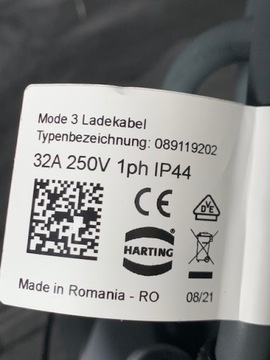 Mode 3 Ladekabel
Typenbezeichnung: 089119202
32A 250V 1ph IP44
CE
DVE
HARTING
Made in Romania - RO
08/21